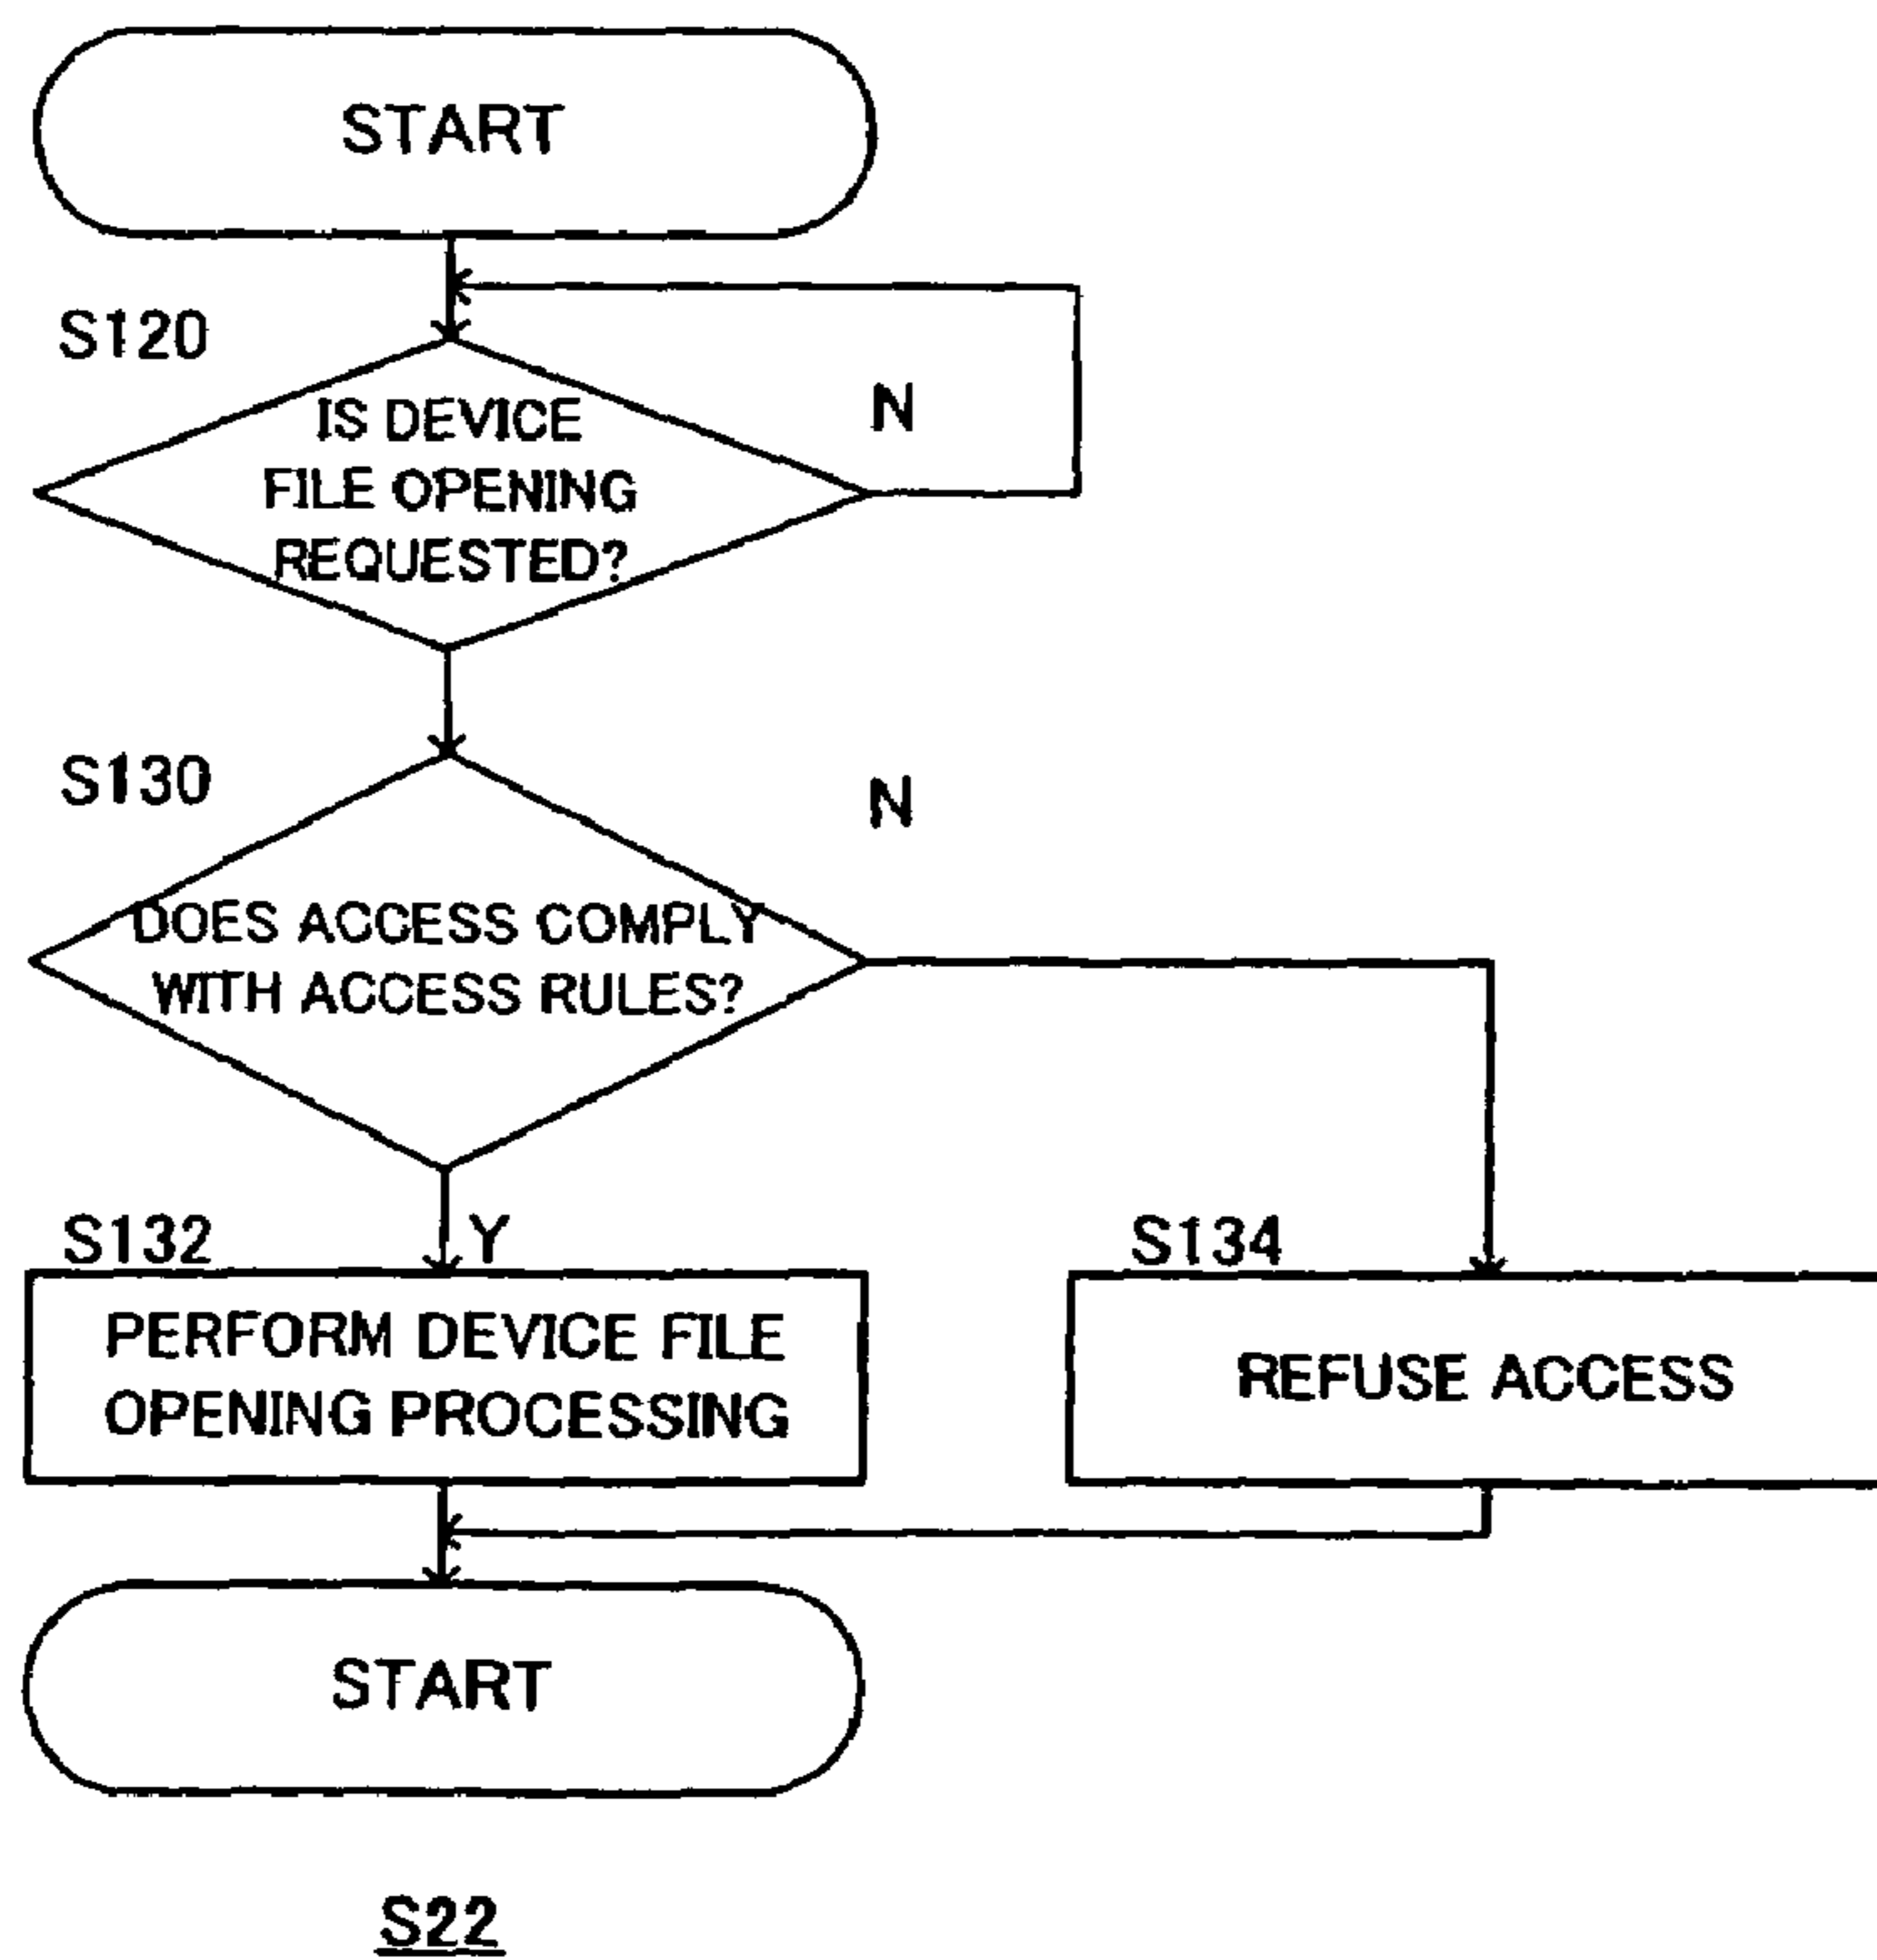 START
S120
IS DEVICE
FILE OPENING
REQUESTED?
N
S130
N
DOES ACCESS COMPLY
WITH ACCESS RULES?
S132
Y
S134
PERFORM DEVICE FILE
OPENING PROCESSING
REFUSE ACCESS
START
S22